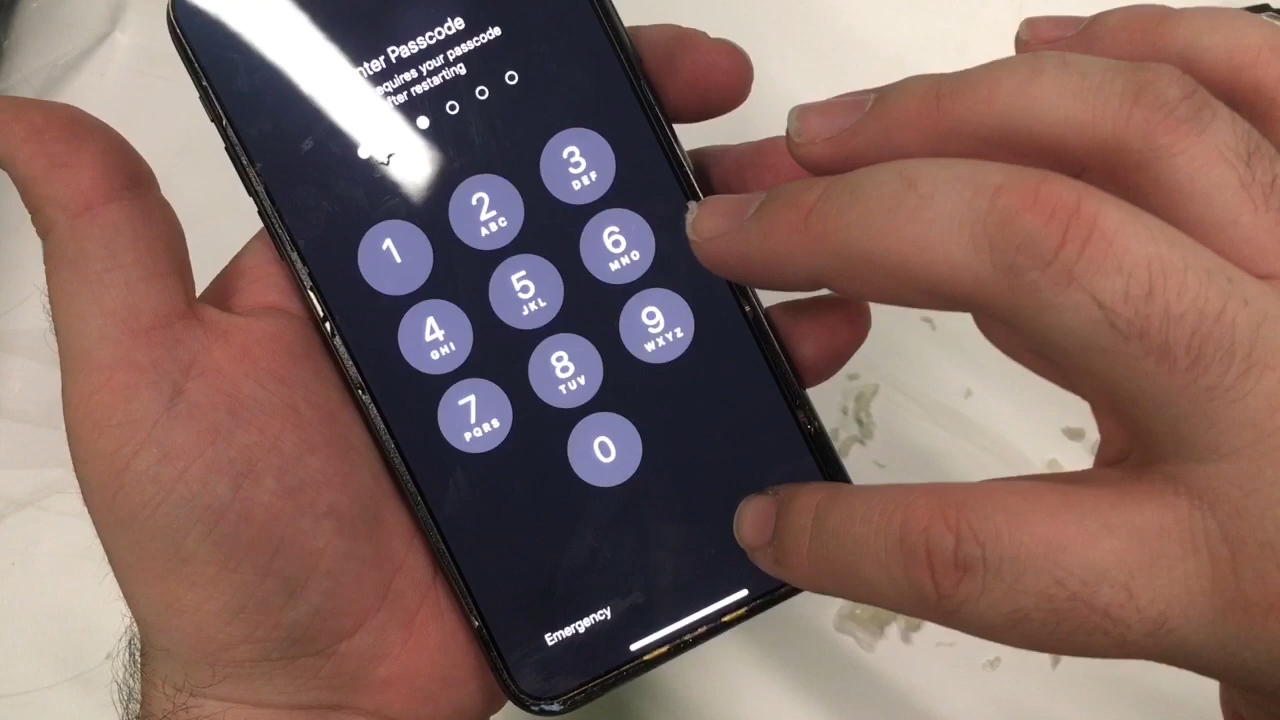 nter Passcode
equires your passcode
fter restarting
1
2
ABC
3
DEF
4
GHI
5
JKL
6
MNO
7
PQRS
8
TUV
9
WXYZ
0
Emergency